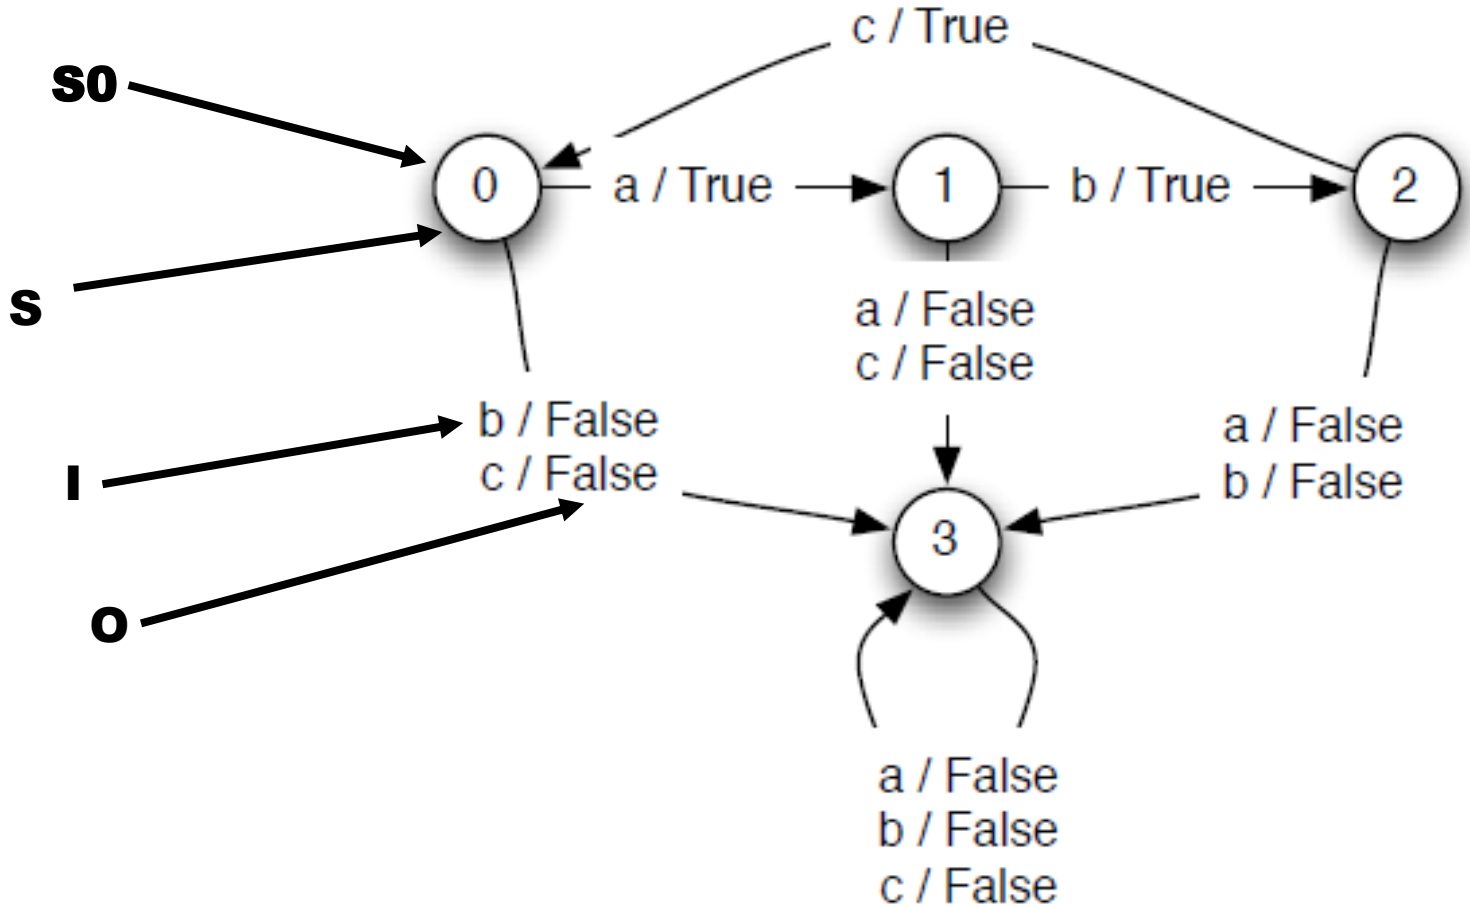 c / True
S0
0
a / True
1
b / True
2
S
a / False
c / False
b / False
c / False
a / False
b / False
I
3
O
a / False
b / False
c / False